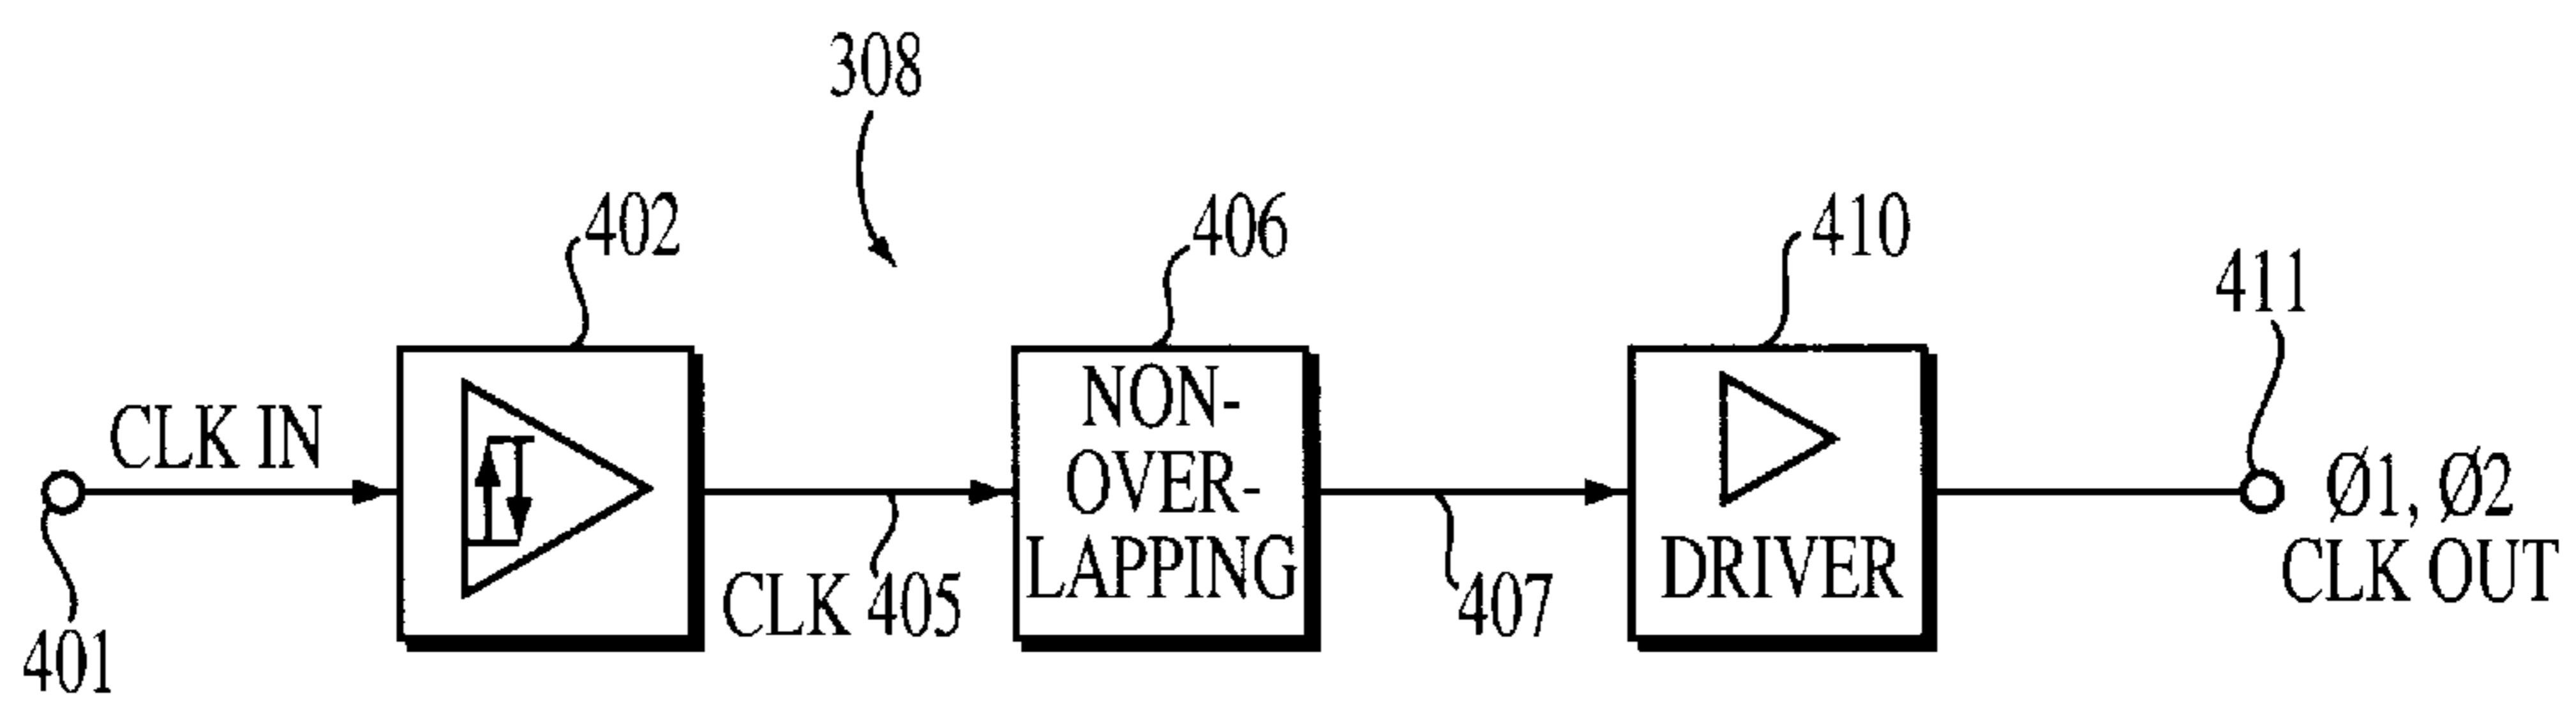 308
402
406
410
411
CLK IN
NON-
OVER-
LAPPING
DRIVER
Ø1, Ø2
CLK OUT
CLK 405
407
401